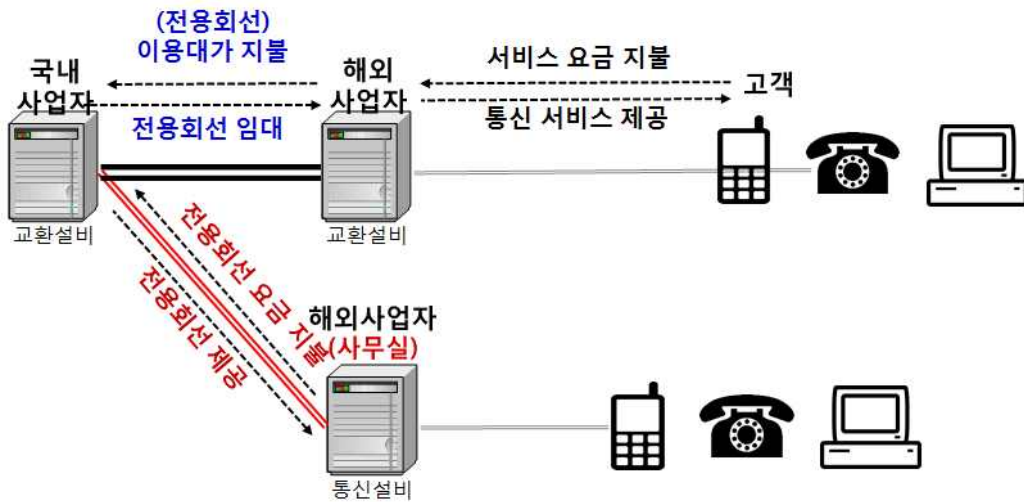 (전용회선)
이용대가 지불
국내
사업자
해외
사업자
서비스 요금 지불
고객
전용회선 임대
통신 서비스 제공
교환설비
교환설비
전용회선 요금 지불
전용회선 제공
해외사업자
(사무실)
통신설비